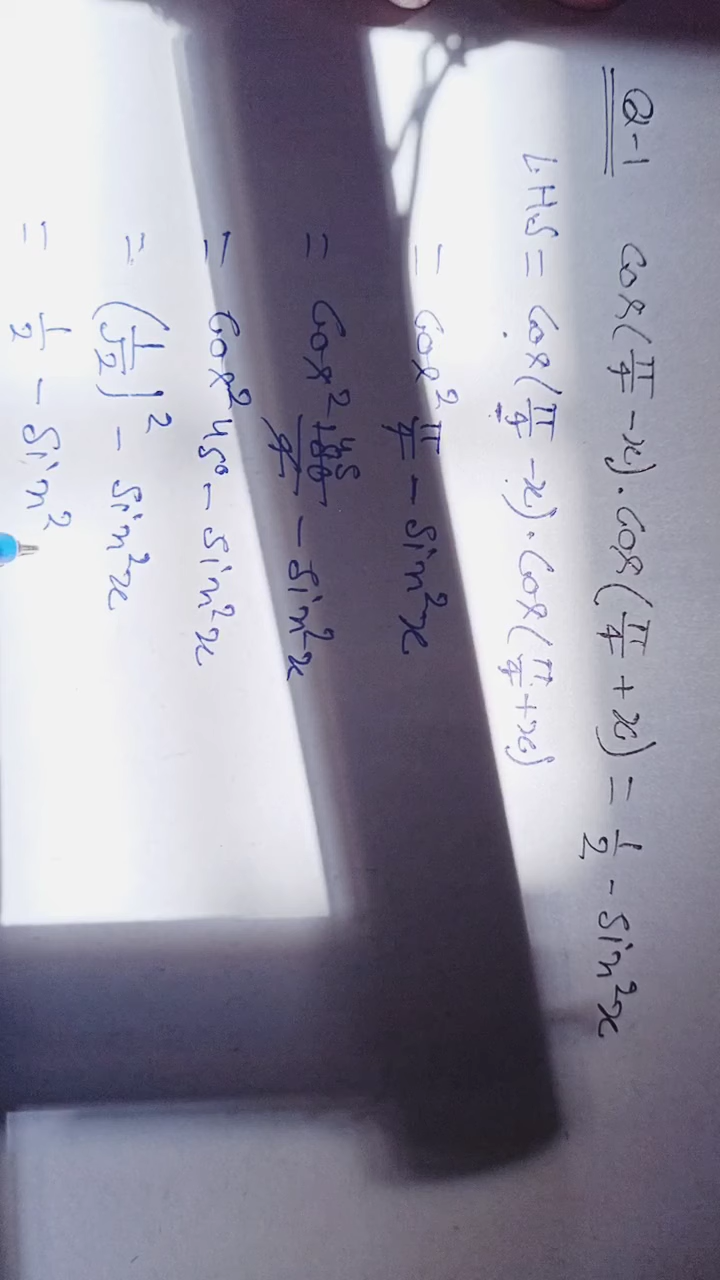 Q-1 cos(π/4 - x). cos(π/4 + x) = 1/2 - sin²x
LHS = cos(π/4 - x). cos(π/4 + x)
= cos² π/4 - sin²x
= cos² 180/4 45 - sin²x
= cos² 45° - sin²x
= (1/√2)² - sin²x
= 1/2 - sin²